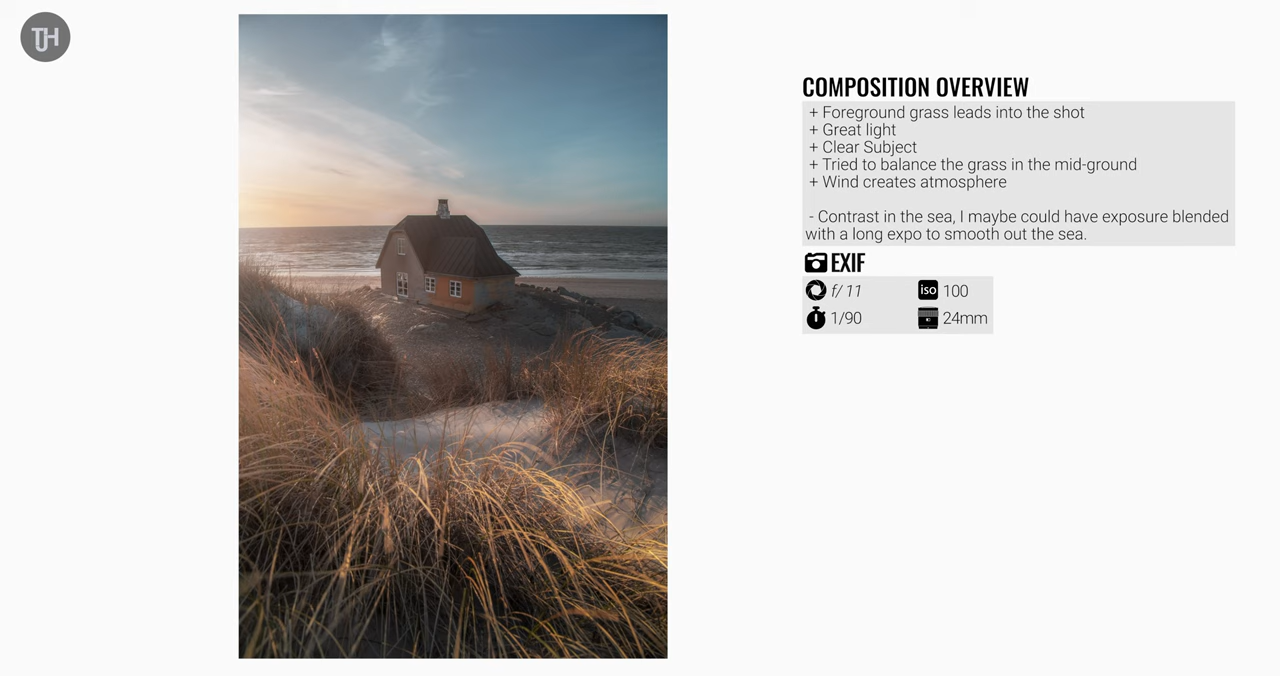 TJH
COMPOSITION OVERVIEW
+ Foreground grass leads into the shot
+ Great light
+ Clear Subject
+ Tried to balance the grass in the mid-ground
+ Wind creates atmosphere
- Contrast in the sea, I maybe could have exposure blended
with a long expo to smooth out the sea.
EXIF
f/ 11 iso 100
1/90 24mm